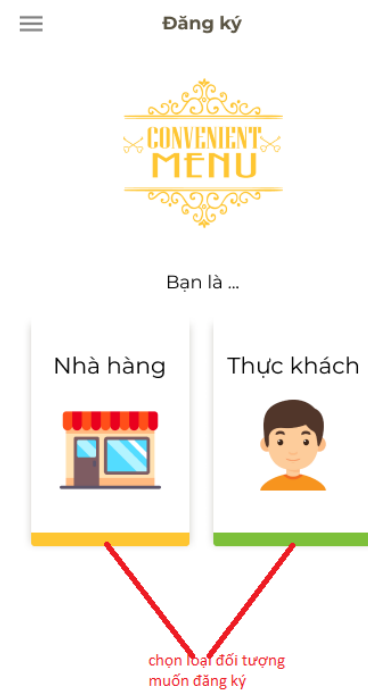 Đăng ký
CONVENIENT
MENU
Bạn là ...
Nhà hàng
Thực khách
chọn loại đối tượng
muốn đăng ký